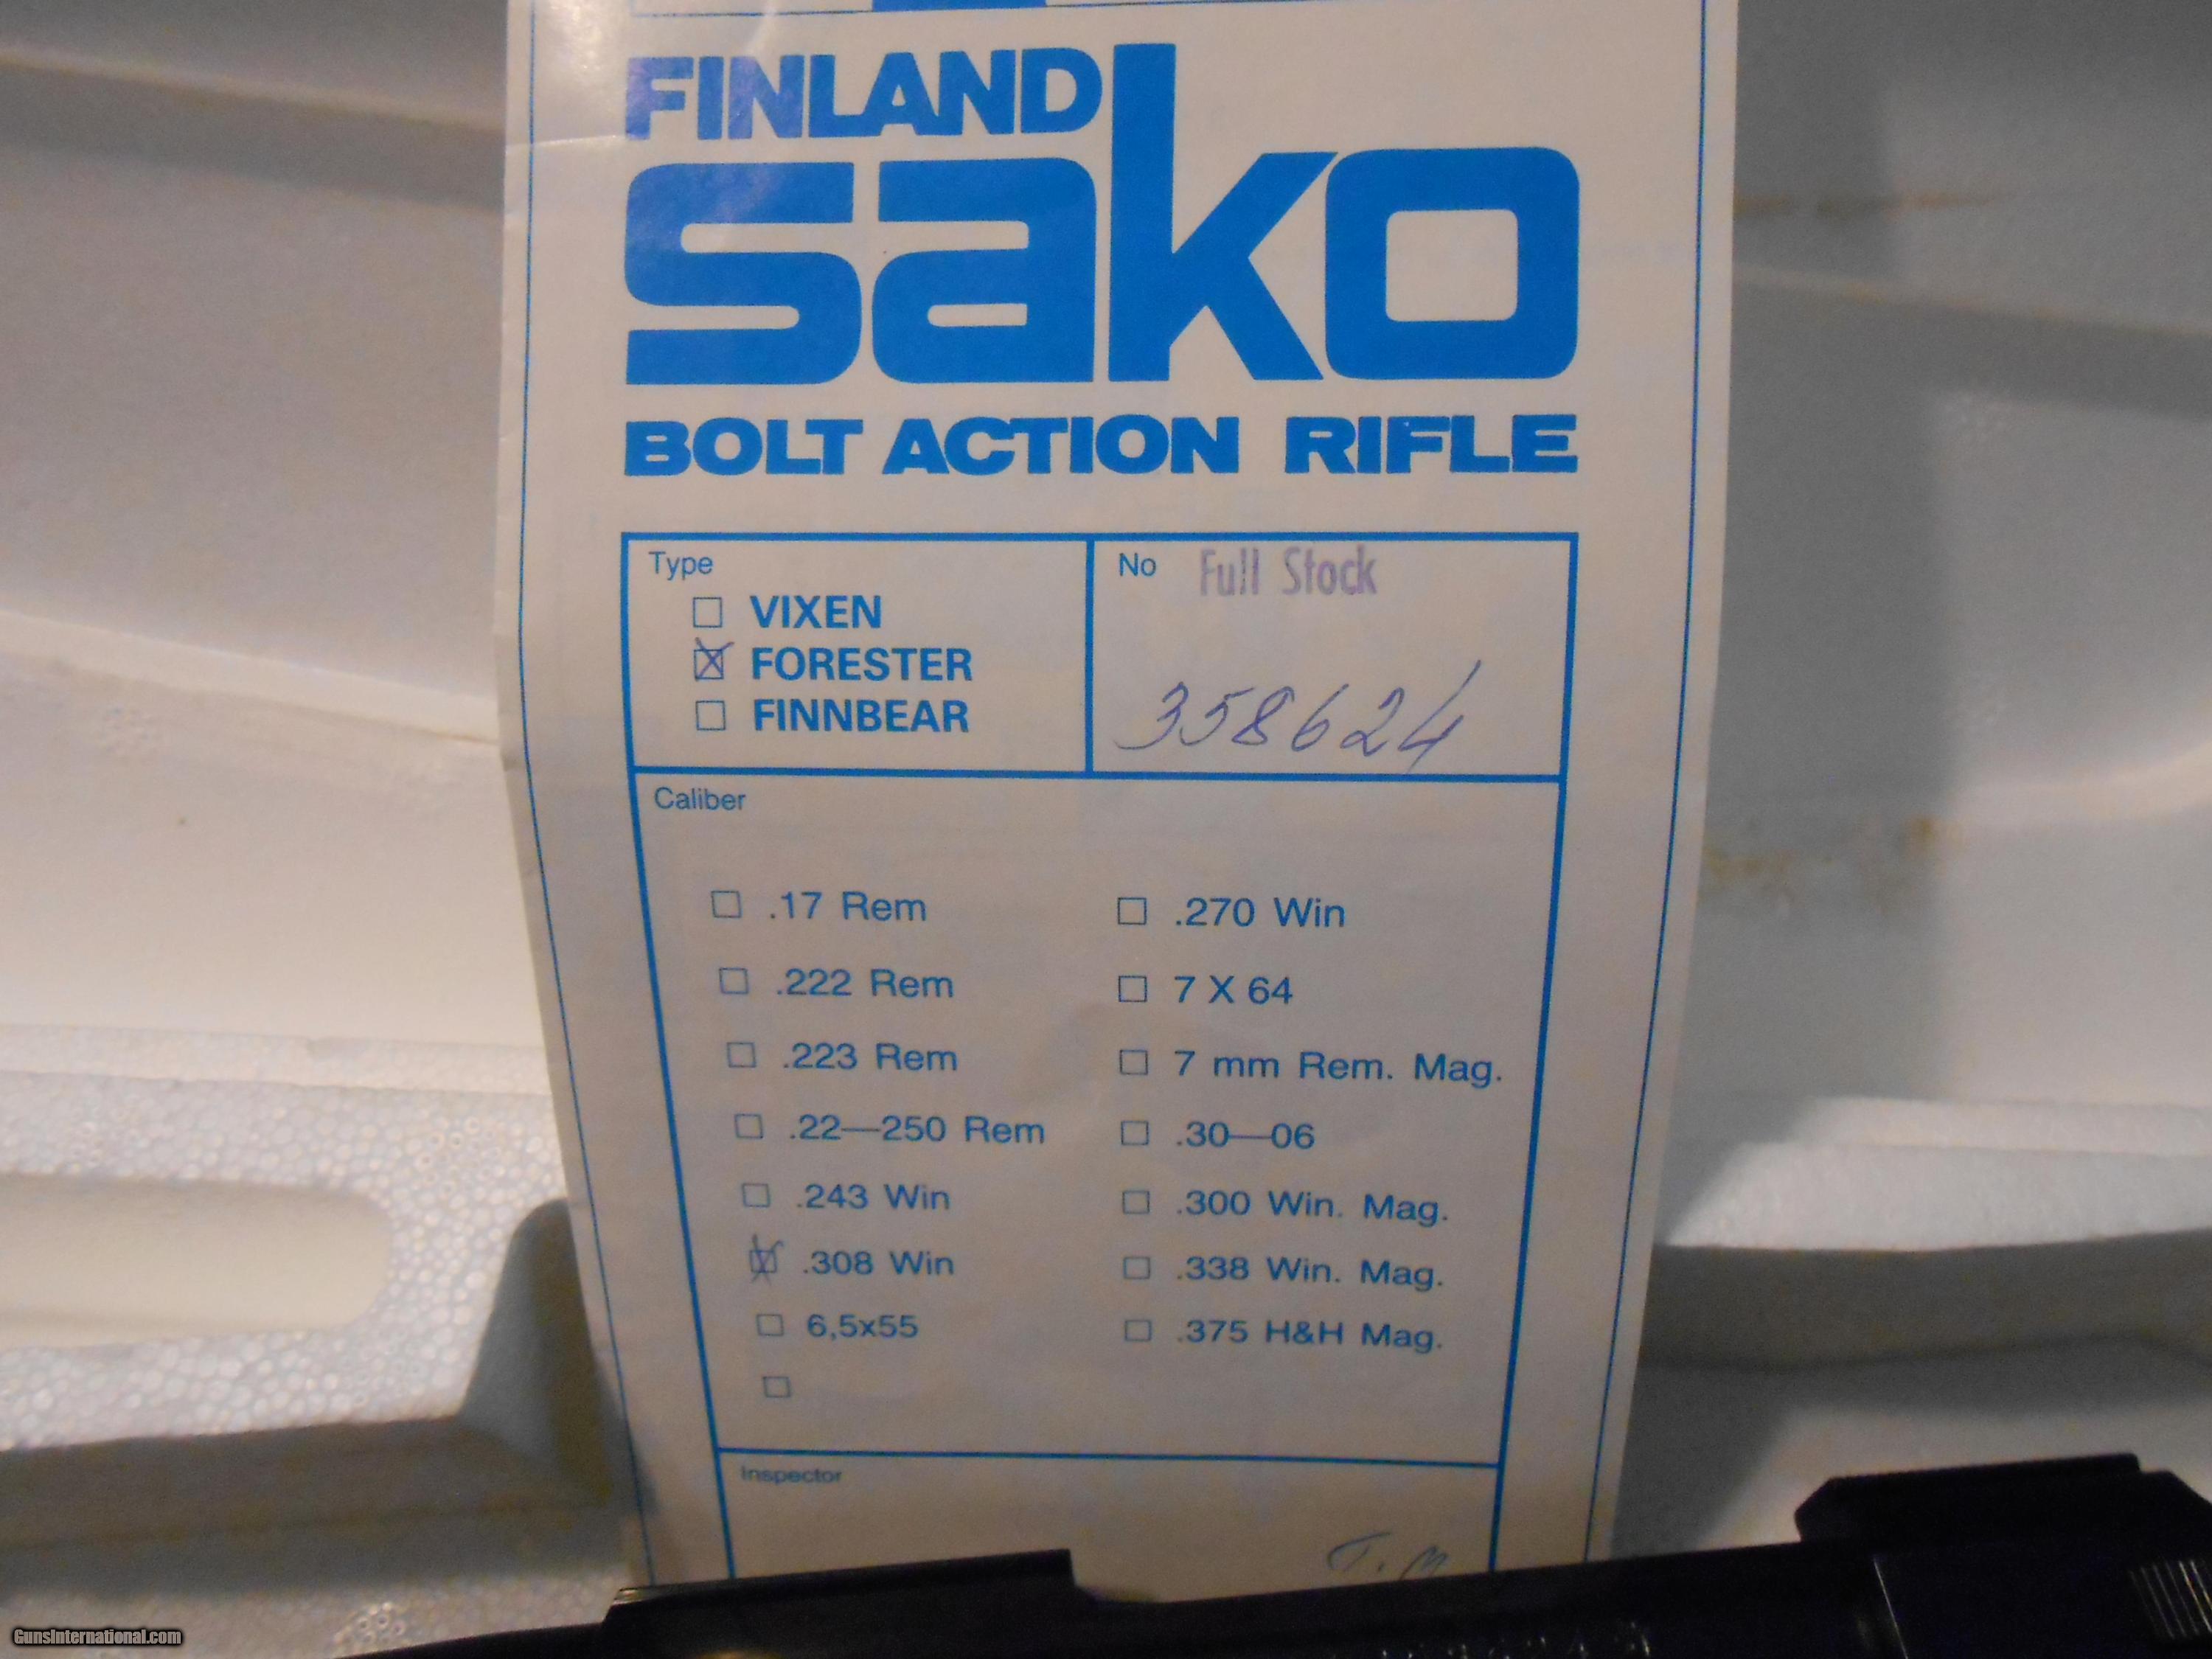 FINLAND
sako
BOLT ACTION RIFLE
Type
☐ VIXEN
☒ FORESTER
☐ FINNBEAR
No Full Stock
358624
Caliber
☐ .17 Rem
☐ .222 Rem
☐ .223 Rem
☐ .22—250 Rem
☐ .243 Win
☒ .308 Win
☐ 6,5x55
☐
☐ .270 Win
☐ 7 X 64
☐ 7 mm Rem. Mag.
☐ .30—06
☐ .300 Win. Mag.
☐ .338 Win. Mag.
☐ .375 H&H Mag.
Inspector
GunsInternational.com